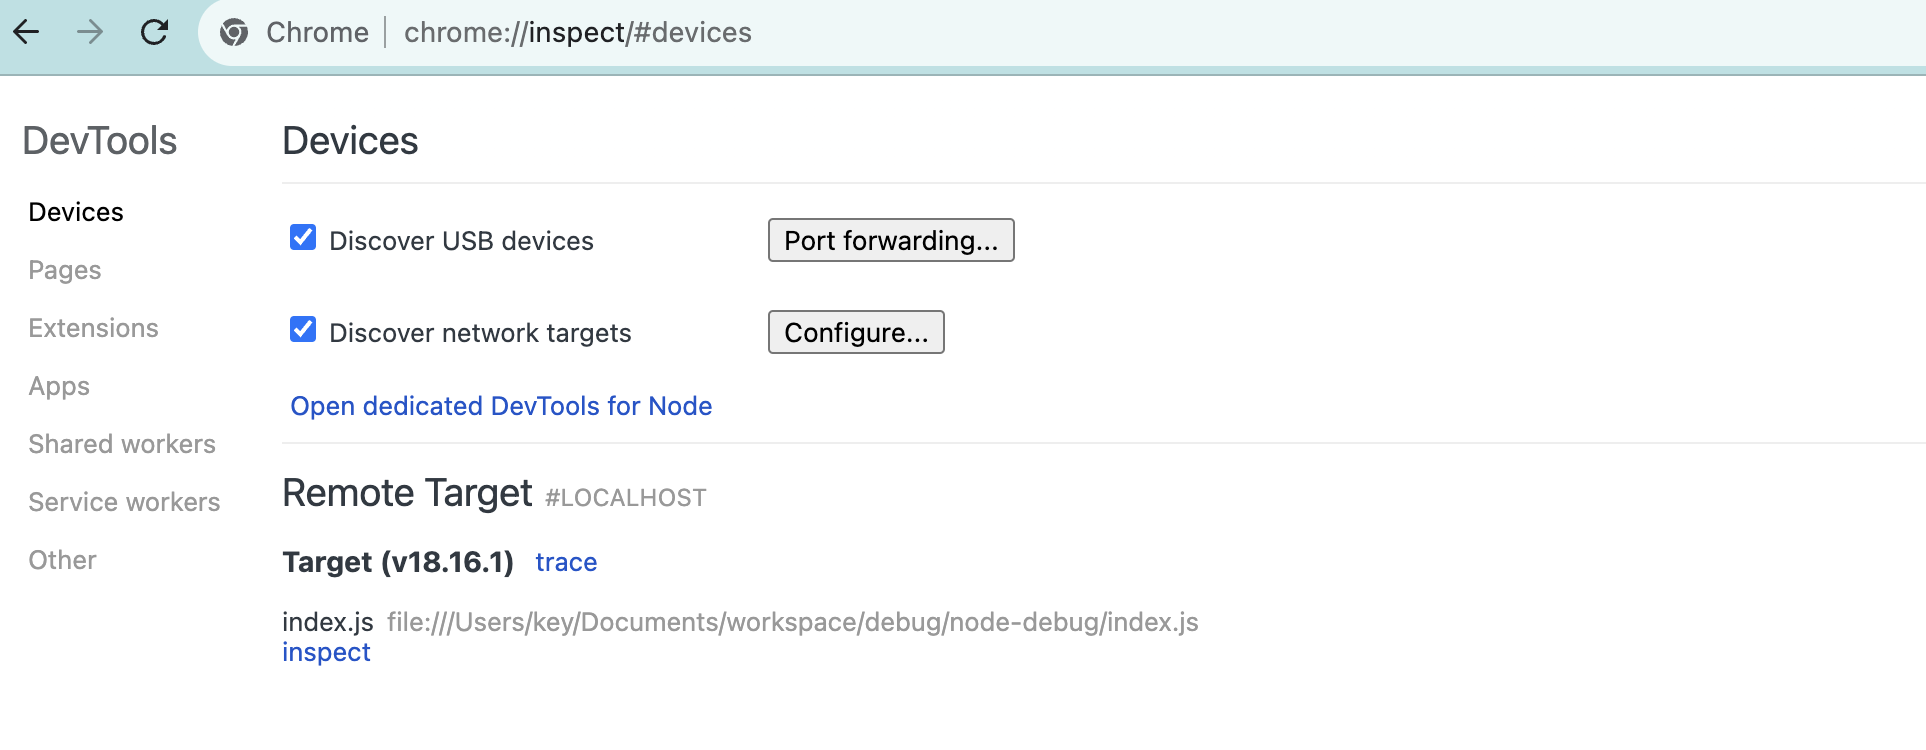 Chrome chrome://inspect/#devices
DevTools
Devices
Pages
Extensions
Apps
Shared workers
Service workers
Other
Devices
Discover USB devices Port forwarding...
Discover network targets Configure...
Open dedicated DevTools for Node
Remote Target #LOCALHOST
Target (v18.16.1) trace
index.js file:///Users/key/Documents/workspace/debug/node-debug/index.js
inspect